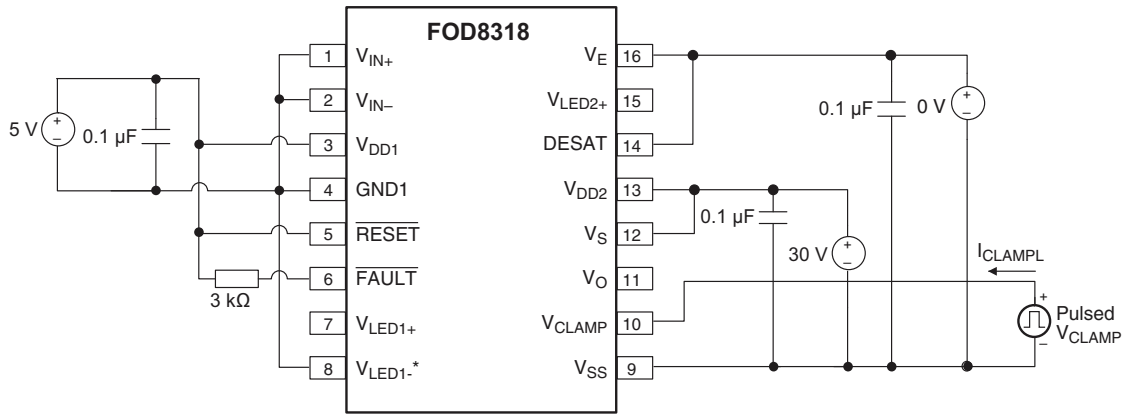 FOD8318
1 V_IN+
2 V_IN–
3 V_DD1
4 GND1
5 RESET
6 FAULT
7 V_LED1+
8 V_LED1-*
V_E 16
V_LED2+ 15
DESAT 14
V_DD2 13
V_S 12
V_O 11
V_CLAMP 10
V_SS 9
5 V
+
–
0.1 µF
3 kΩ
0.1 µF
0 V
+
–
0.1 µF
30 V
+
–
I_CLAMPL
+
–
Pulsed
V_CLAMP